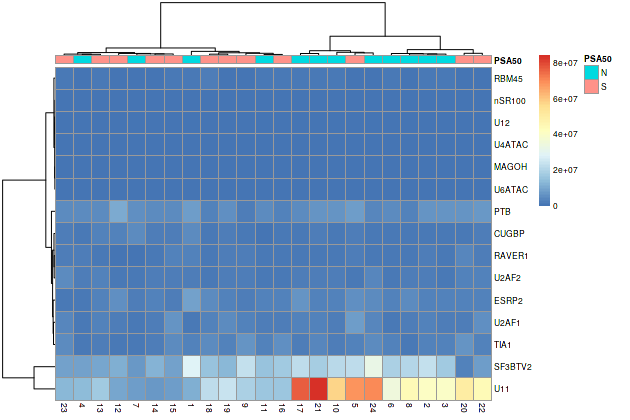 PSA50
RBM45
nSR100
U12
U4ATAC
MAGOH
U6ATAC
PTB
CUGBP
RAVER1
U2AF2
ESRP2
U2AF1
TIA1
SF3BTV2
U11
23 4 13 12 7 14 15 1 18 19 9 11 16 17 21 10 5 24 6 8 2 3 20 22
8e+07
6e+07
4e+07
2e+07
0
PSA50
N
S